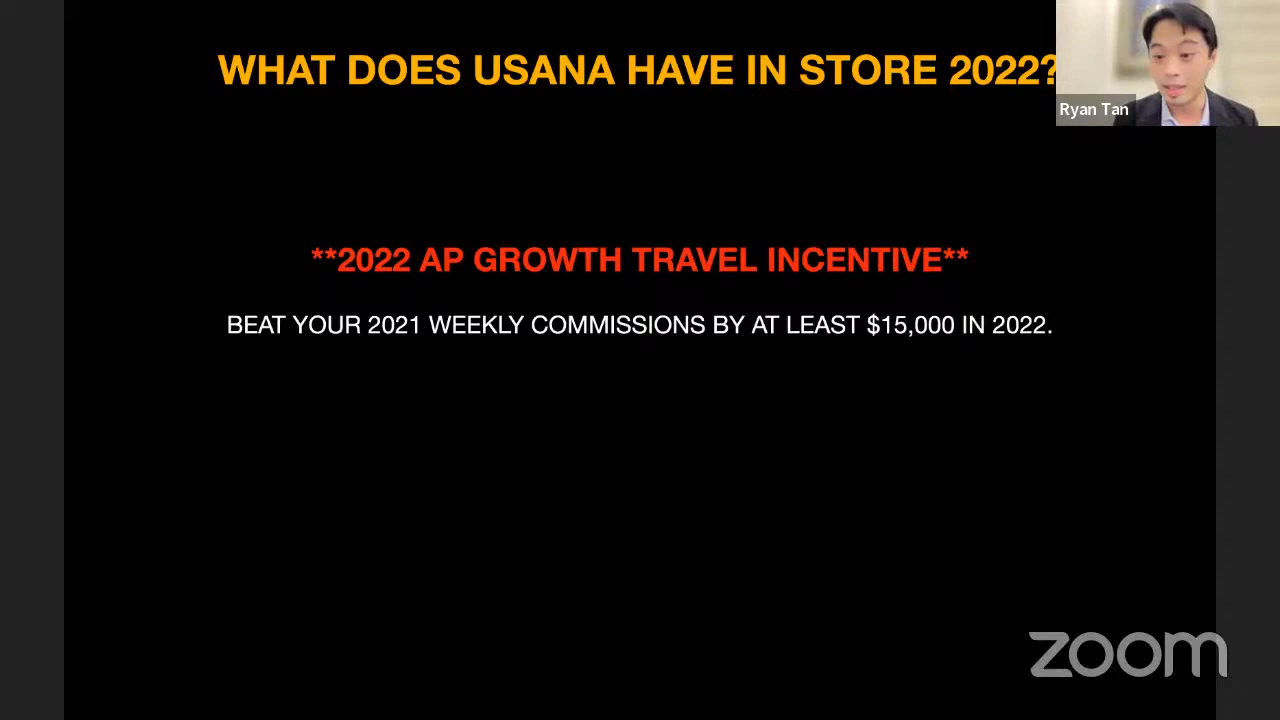 WHAT DOES USANA HAVE IN STORE 2022?
Ryan Tan
**2022 AP GROWTH TRAVEL INCENTIVE**
BEAT YOUR 2021 WEEKLY COMMISSIONS BY AT LEAST $15,000 IN 2022.
zoom